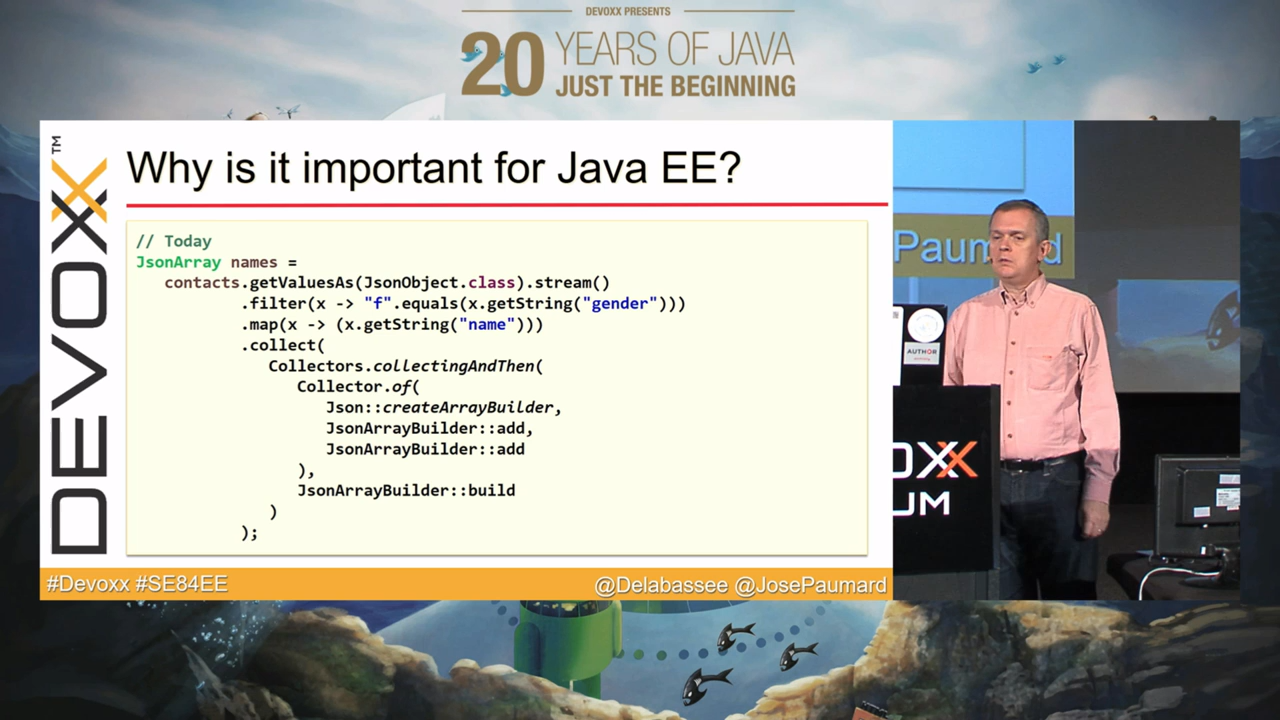 DEVOXX PRESENTS
20 YEARS OF JAVA
JUST THE BEGINNING
DEVOXX™
Why is it important for Java EE?
// Today
JsonArray names =
contacts.getValuesAs(JsonObject.class).stream()
.filter(x -> "f".equals(x.getString("gender")))
.map(x -> (x.getString("name")))
.collect(
Collectors.collectingAndThen(
Collector.of(
Json::createArrayBuilder,
JsonArrayBuilder::add,
JsonArrayBuilder::add
),
JsonArrayBuilder::build
)
);
#Devoxx #SE84EE
@Delabassee @JosePaumard
AUTHOR
OXX
UM